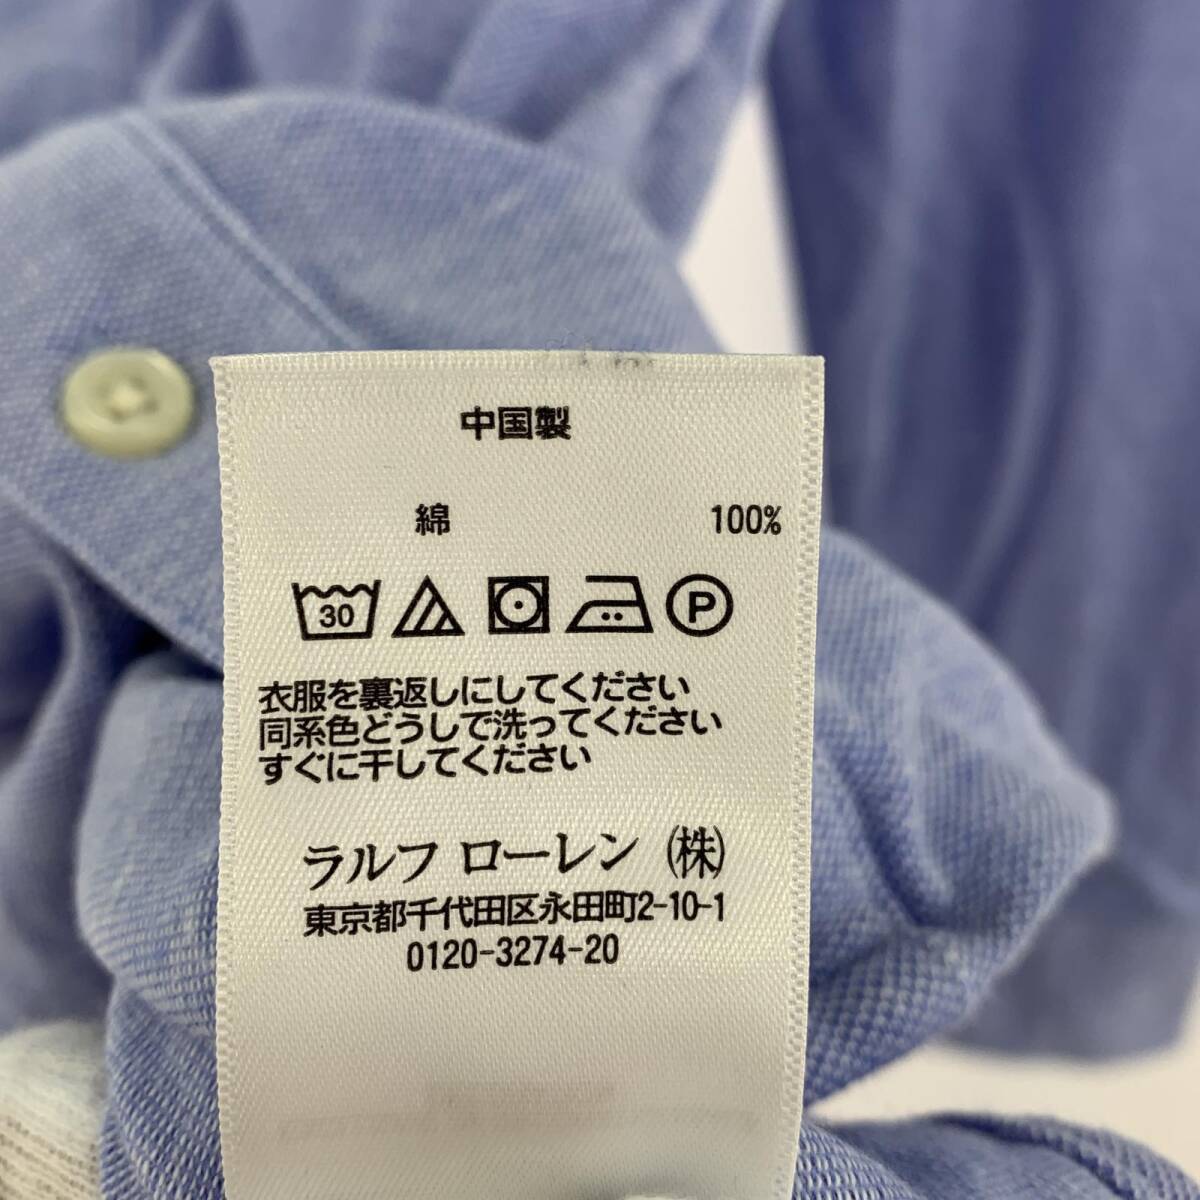 中国製
綿 100%
30 P
衣服を裏返しにしてください
同系色どうしで洗ってください
すぐに干してください
ラルフ ローレン (株)
東京都千代田区永田町2-10-1
0120-3274-20